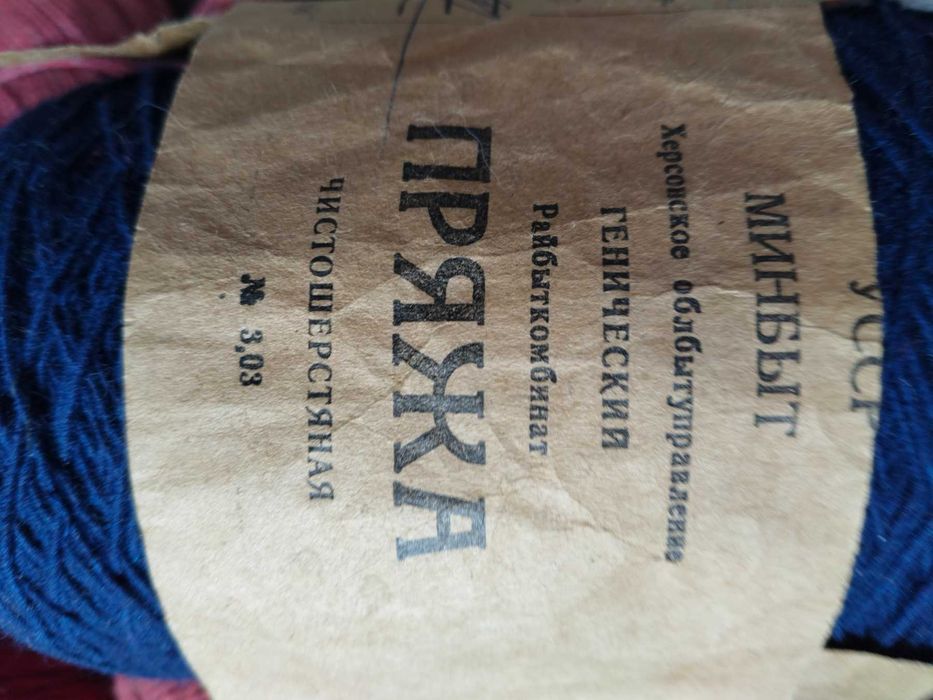 УССР
МИНБЫТ
Херсонское облбытуправление
ГЕНИЧЕСКИЙ
Райбыткомбинат
ПРЯЖА
ЧИСТОШЕРСТЯНАЯ
№ 3,03